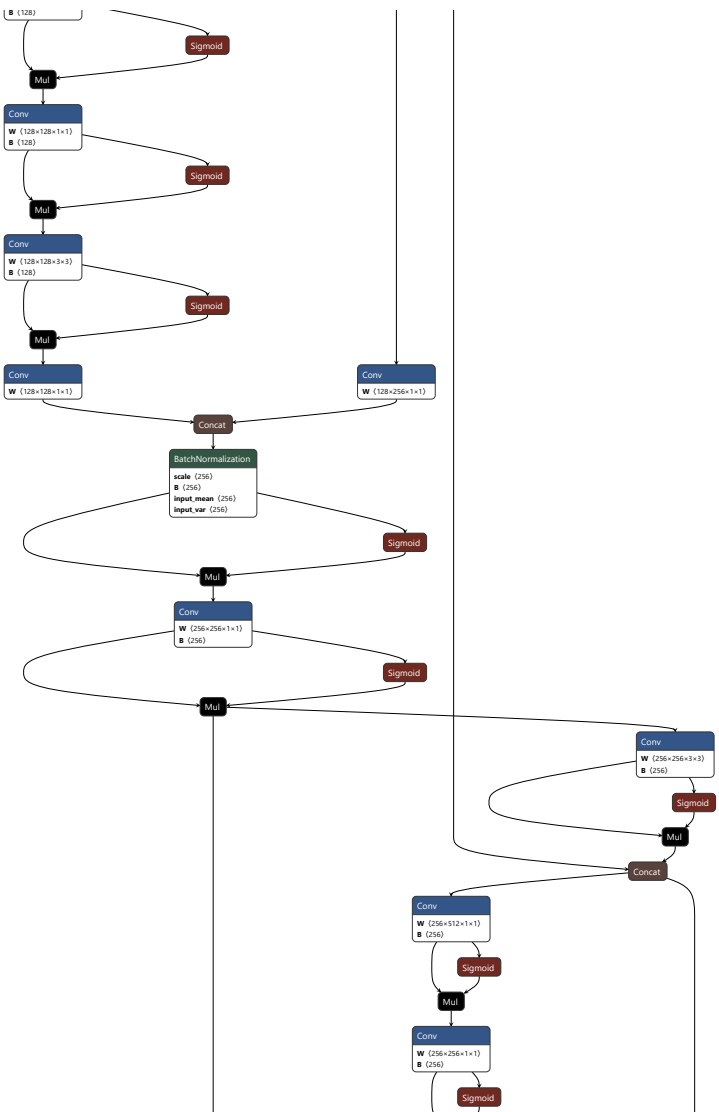 B ⟨128⟩
Sigmoid
Mul
Conv
W ⟨128×128×1×1⟩
B ⟨128⟩
Sigmoid
Mul
Conv
W ⟨128×128×3×3⟩
B ⟨128⟩
Sigmoid
Mul
Conv
W ⟨128×128×1×1⟩
Conv
W ⟨128×256×1×1⟩
Concat
BatchNormalization
scale ⟨256⟩
B ⟨256⟩
input_mean ⟨256⟩
input_var ⟨256⟩
Sigmoid
Mul
Conv
W ⟨256×256×1×1⟩
B ⟨256⟩
Sigmoid
Mul
Conv
W ⟨256×256×3×3⟩
B ⟨256⟩
Sigmoid
Mul
Concat
Conv
W ⟨256×512×1×1⟩
B ⟨256⟩
Sigmoid
Mul
Conv
W ⟨256×256×1×1⟩
B ⟨256⟩
Sigmoid